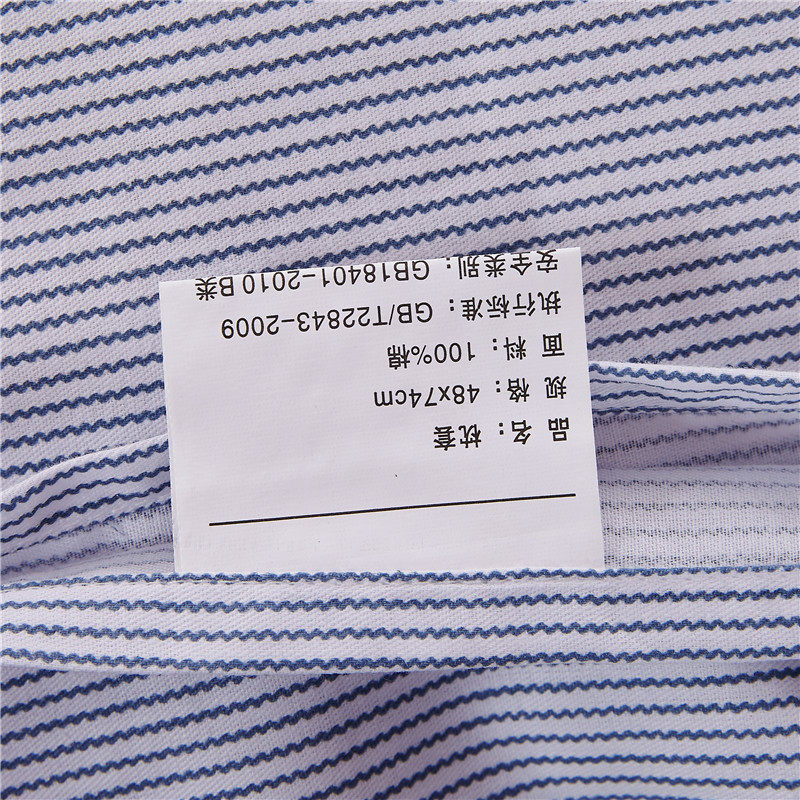 品 名：枕套
规 格：48x74cm
面 料：100%棉
执行标准：GB/T22843-2009
安全类别：GB18401-2010 B类